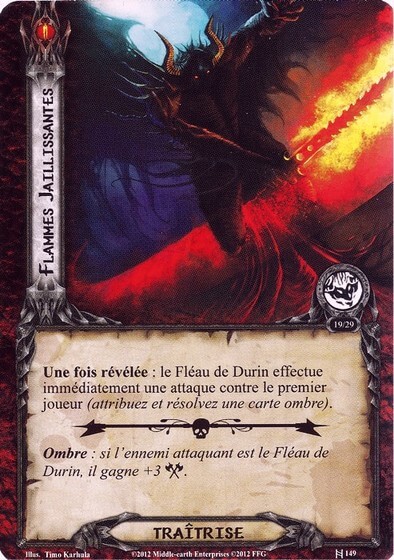 FLAMMES JAILLISSANTES
19/29
Une fois révélée : le Fléau de Durin effectue
immédiatement une attaque contre le premier
joueur (attribuez et résolvez une carte ombre).
Ombre : si l'ennemi attaquant est le Fléau de
Durin, il gagne +3
TRAÎTRISE
Illus. Timo Karhula
©2012 Middle-earth Enterprises ©2012 FFG
149